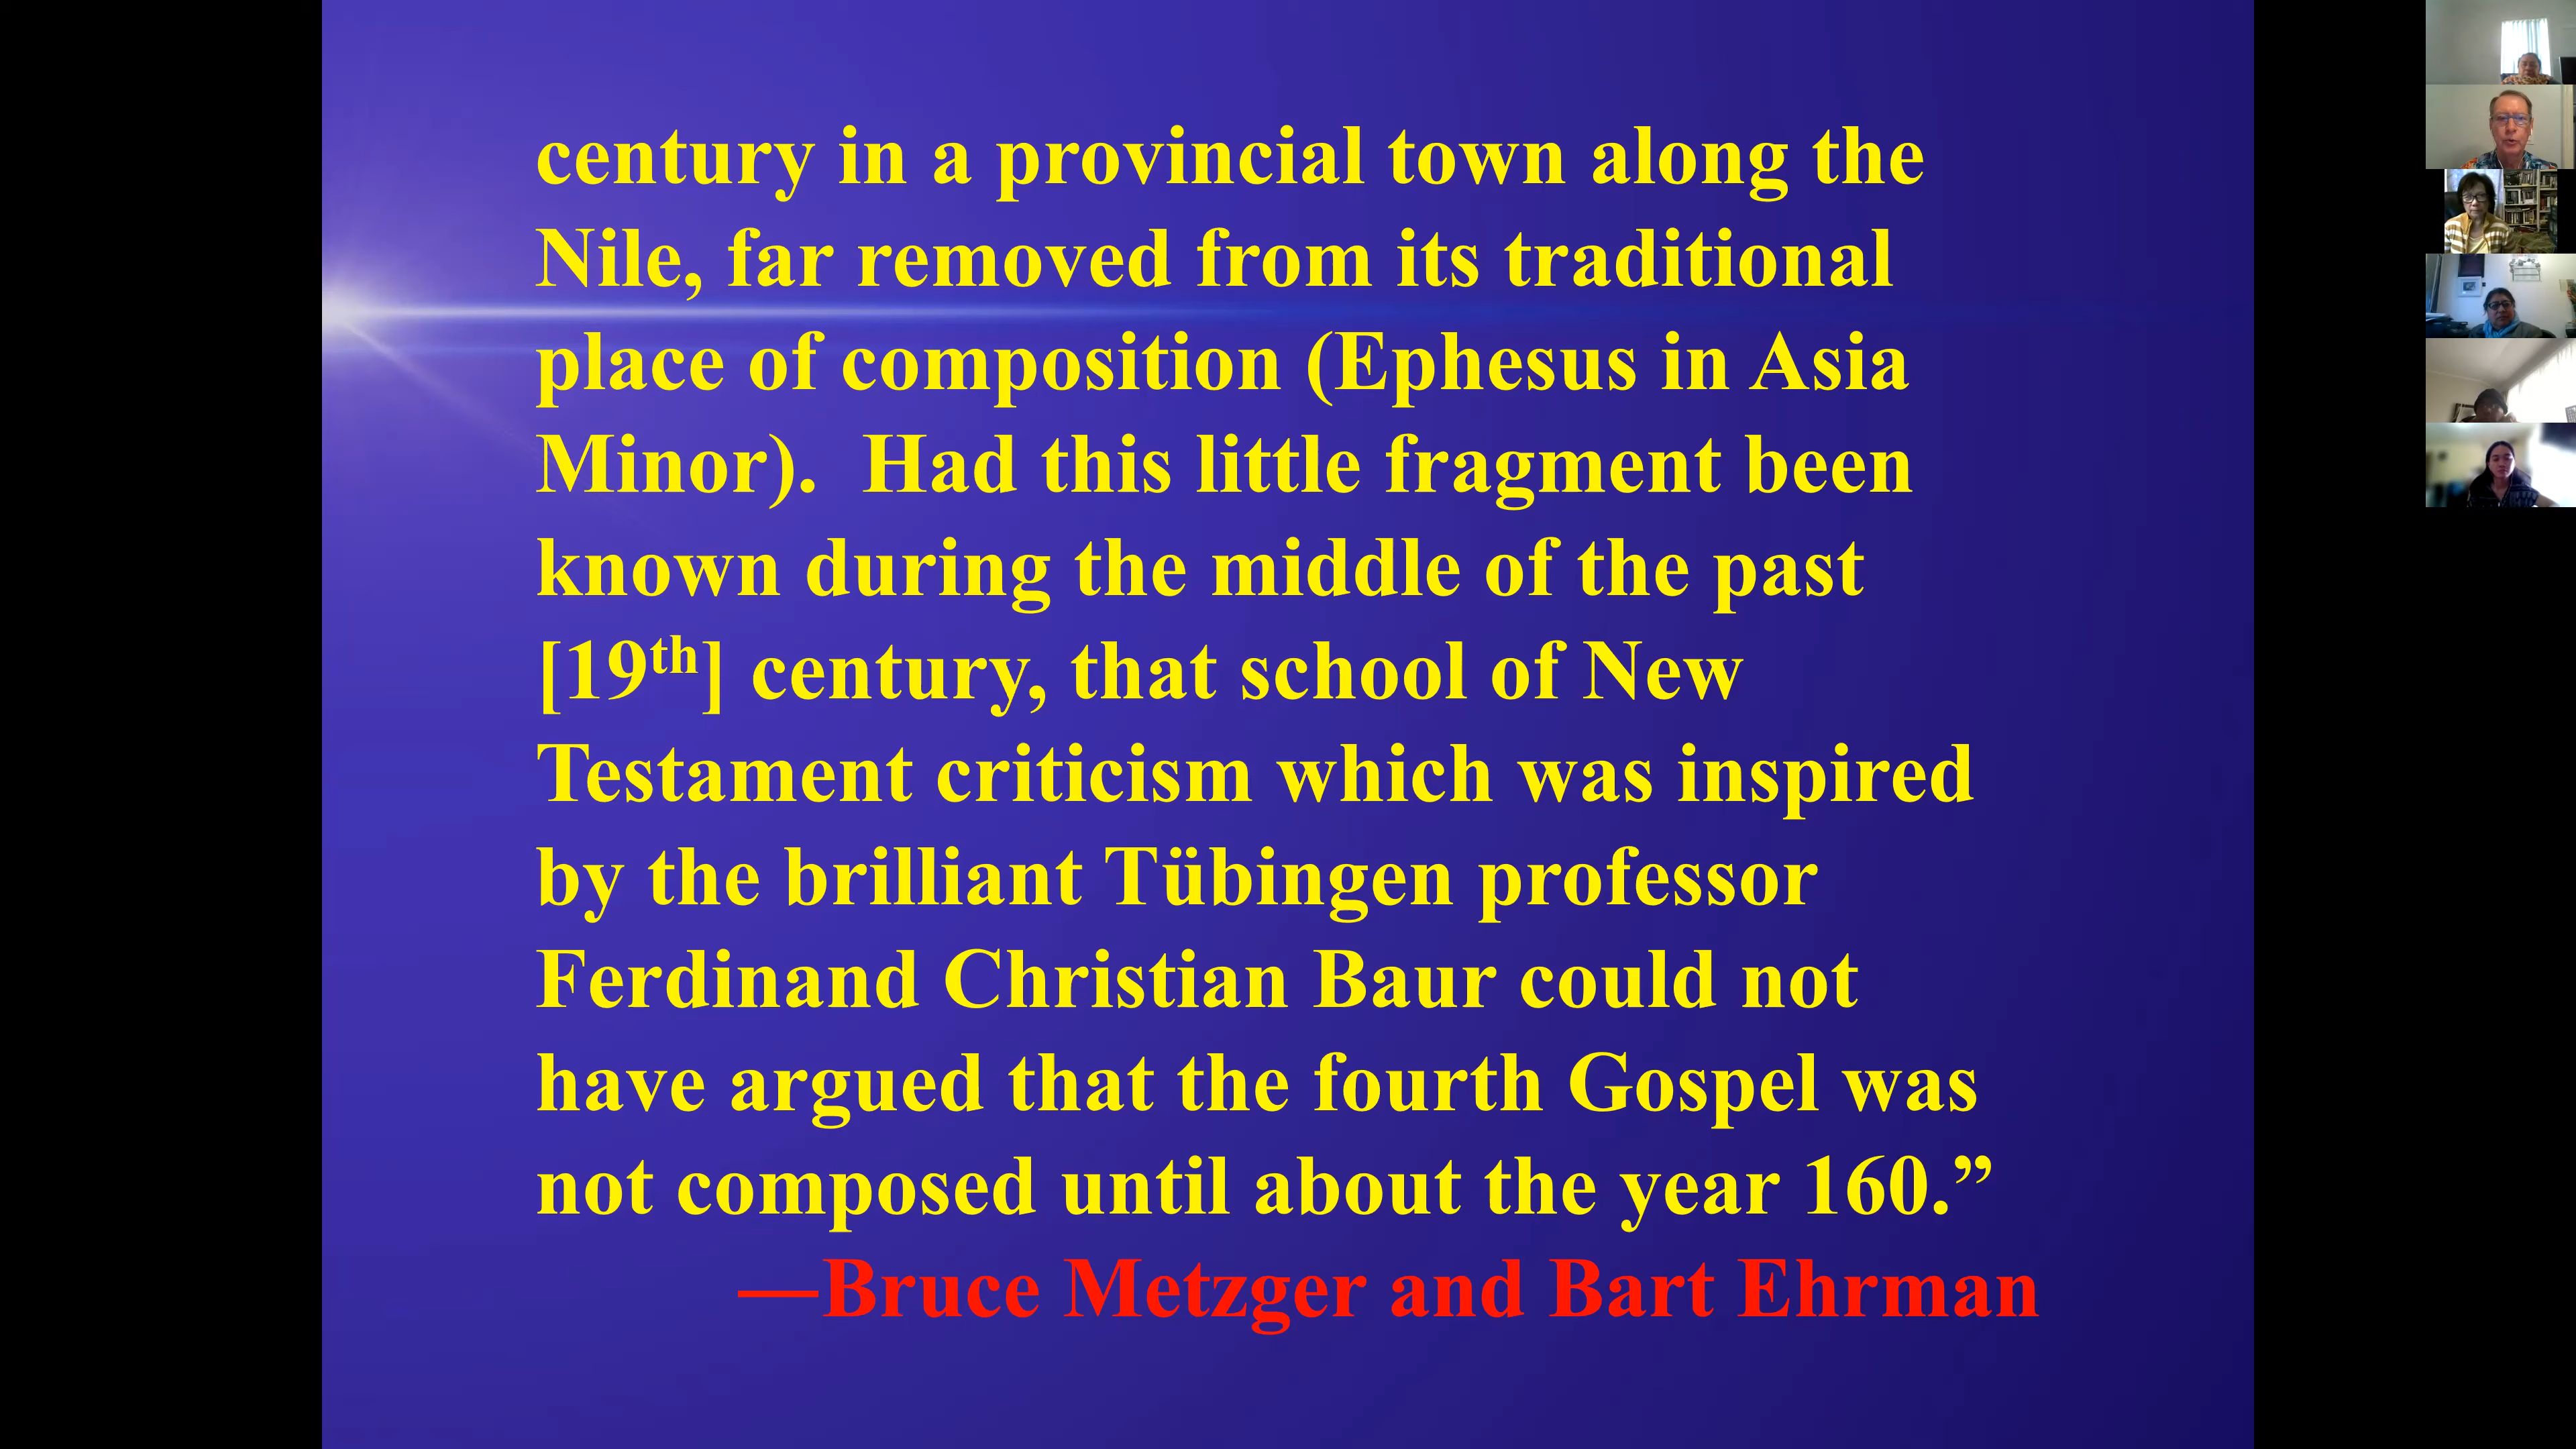 century in a provincial town along the
Nile, far removed from its traditional
place of composition (Ephesus in Asia
Minor).  Had this little fragment been
known during the middle of the past
[19th] century, that school of New
Testament criticism which was inspired
by the brilliant Tübingen professor
Ferdinand Christian Baur could not
have argued that the fourth Gospel was
not composed until about the year 160.”
—Bruce Metzger and Bart Ehrman